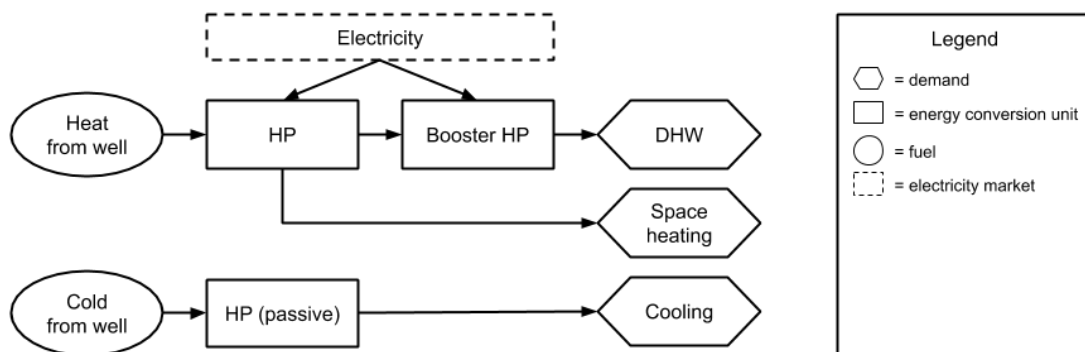 Electricity
Heat
from well
HP
Booster HP
DHW
Space
heating
Cold
from well
HP (passive)
Cooling
Legend
= demand
= energy conversion unit
= fuel
= electricity market